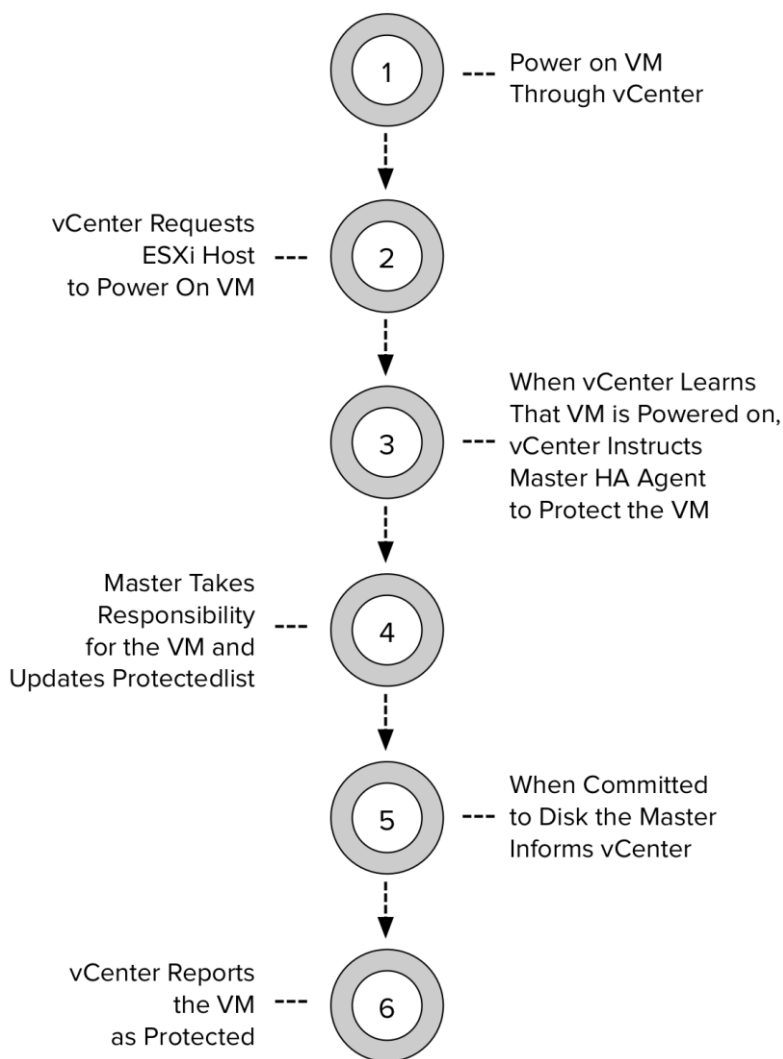 1
Power on VM
Through vCenter
vCenter Requests
ESXi Host
to Power On VM
2
3
When vCenter Learns
That VM is Powered on,
vCenter Instructs
Master HA Agent
to Protect the VM
Master Takes
Responsibility
for the VM and
Updates Protectedlist
4
5
When Committed
to Disk the Master
Informs vCenter
vCenter Reports
the VM
as Protected
6